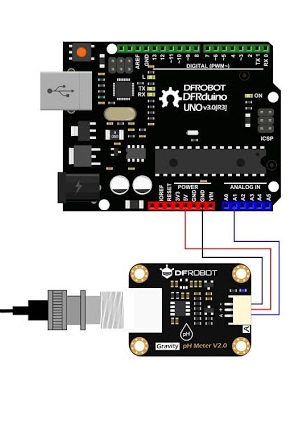 AREF
GND
13
12
~11
~10
~9
8
7
~6
~5
4
~3
2
TX 1
RX 0
DIGITAL (PWM~)
L
TX
RX
ON
DFROBOT
DFRduino
UNO v3.0[R3]
ICSP
POWER
ANALOG IN
IOREF
RESET
3V3
5V
GND
GND
VIN
A0
A1
A2
A3
A4
A5
DFROBOT
pH
A
Gravity pH Meter V2.0